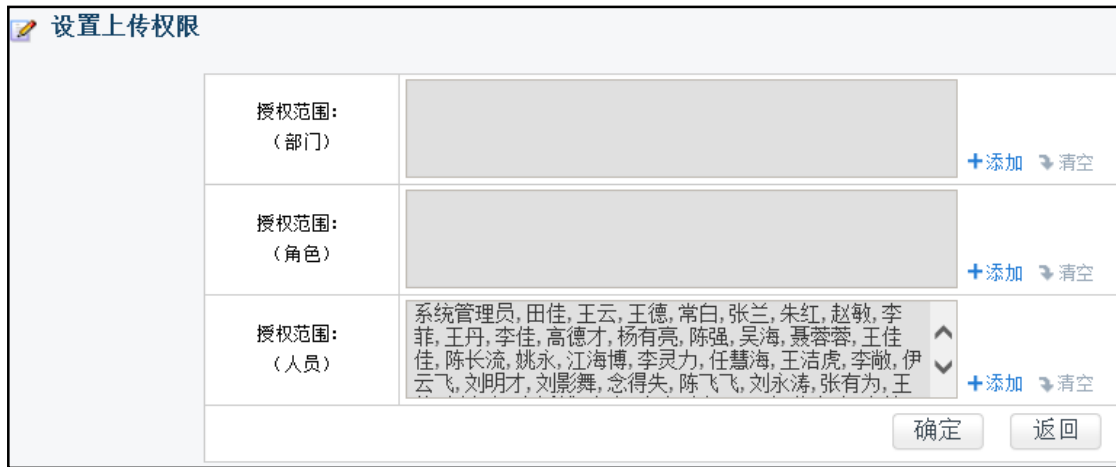 设置上传权限
授权范围：
（部门）
+添加 清空
授权范围：
（角色）
+添加 清空
授权范围：
（人员）
系统管理员,田佳,王云,王德,常白,张兰,朱红,赵敏,李
菲,王丹,李佳,高德才,杨有亮,陈强,吴海,聂蓉蓉,王佳
佳,陈长流,姚永,江海博,李灵力,任慧海,王洁虎,李敞,伊
云飞,刘明才,刘影舞,念得失,陈飞飞,刘永涛,张有为,王
+添加 清空
确定 返回